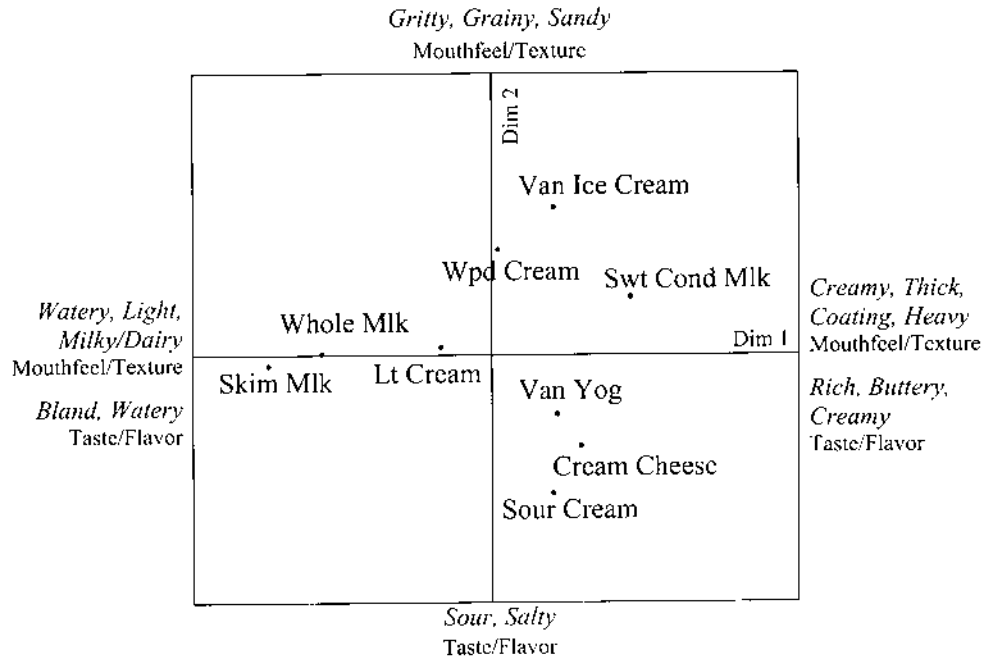 Gritty, Grainy, Sandy
Mouthfeel/Texture
Dim 2
Van Ice Cream
Wpd Cream
Swt Cond Mlk
Watery, Light,
Milky/Dairy
Mouthfeel/Texture
Whole Mlk
Creamy, Thick,
Coating, Heavy
Mouthfeel/Texture
Dim 1
Skim Mlk
Lt Cream
Van Yog
Bland, Watery
Taste/Flavor
Rich, Buttery,
Creamy
Taste/Flavor
Cream Cheese
Sour Cream
Sour, Salty
Taste/Flavor